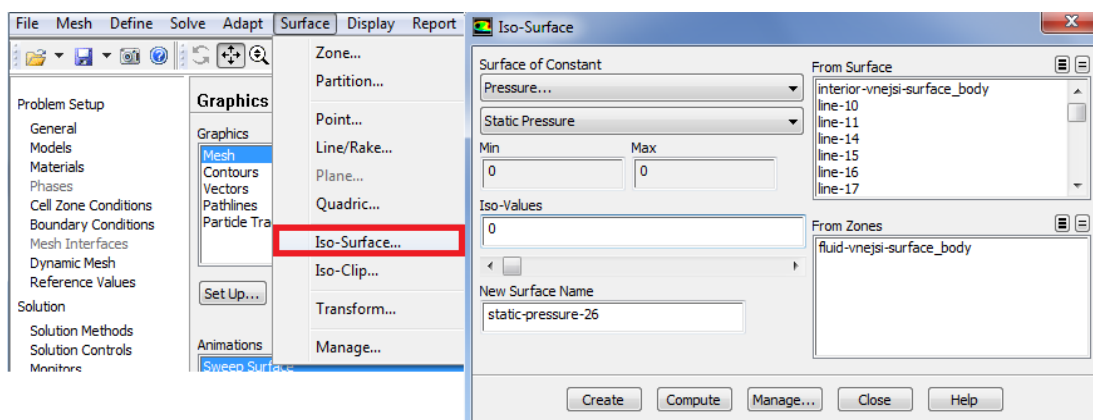 File Mesh Define Solve Adapt Surface Display Report
Problem Setup
General
Models
Materials
Phases
Cell Zone Conditions
Boundary Conditions
Mesh Interfaces
Dynamic Mesh
Reference Values
Solution
Solution Methods
Solution Controls
Monitors
Graphics
Graphics
Mesh
Contours
Vectors
Pathlines
Particle Tra
Set Up...
Animations
Sweep Surface
Zone...
Partition...
Point...
Line/Rake...
Plane...
Quadric...
Iso-Surface...
Iso-Clip...
Transform...
Manage...
Iso-Surface
Surface of Constant
Pressure...
Static Pressure
Min Max
0 0
Iso-Values
0
New Surface Name
static-pressure-26
From Surface
interior-vnejsi-surface_body
line-10
line-11
line-14
line-15
line-16
line-17
From Zones
fluid-vnejsi-surface_body
Create Compute Manage... Close Help